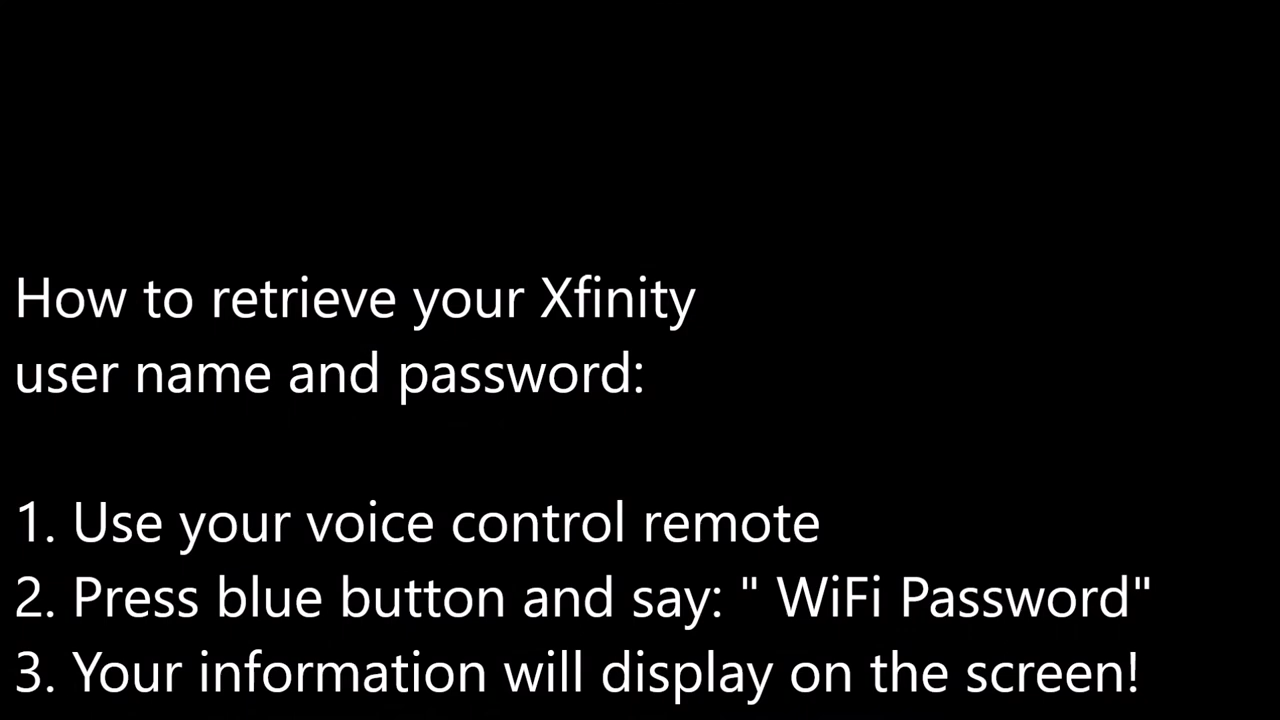 How to retrieve your Xfinity
user name and password:
1. Use your voice control remote
2. Press blue button and say: " WiFi Password"
3. Your information will display on the screen!